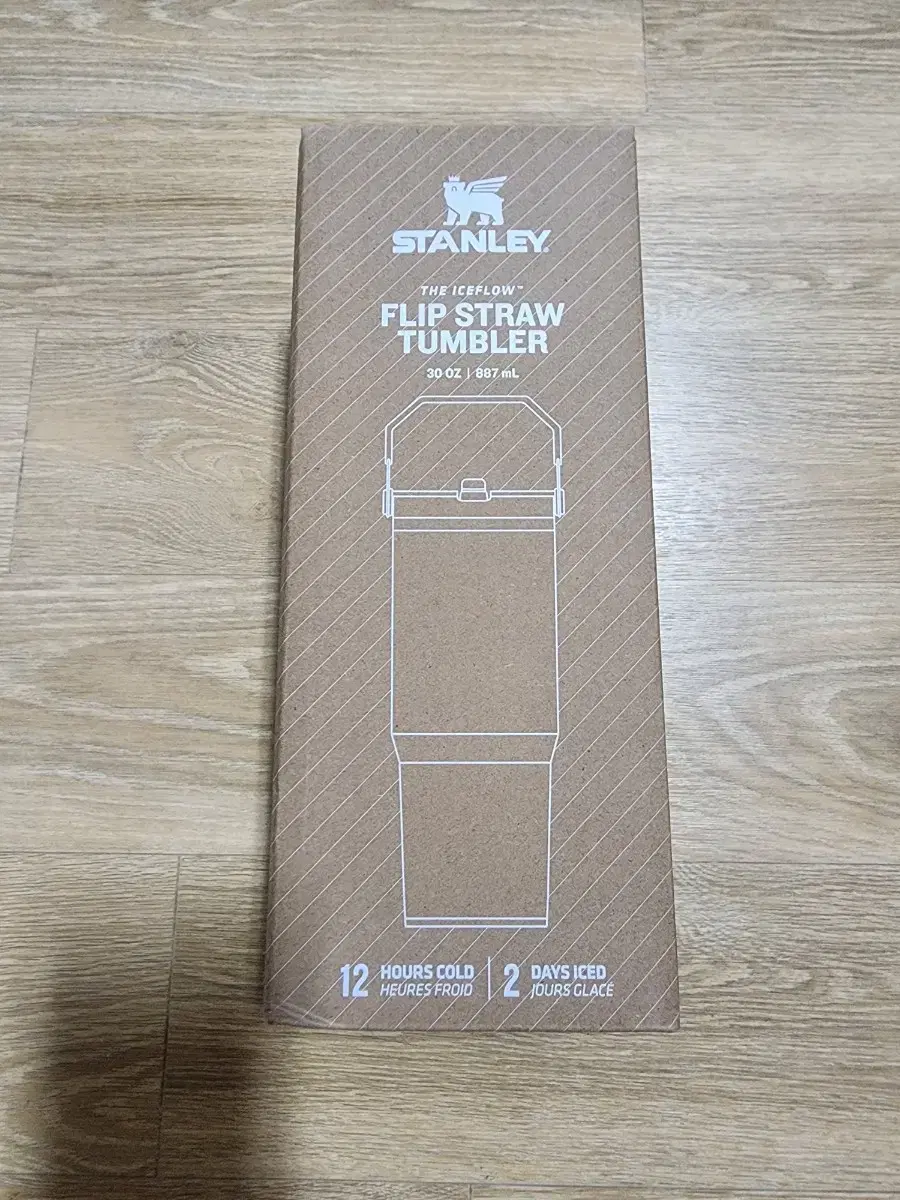 STANLEY.
THE ICEFLOW™
FLIP STRAW
TUMBLER
30 OZ | 887 mL
12 HOURS COLD
HEURES FROID
2 DAYS ICED
JOURS GLACÉ